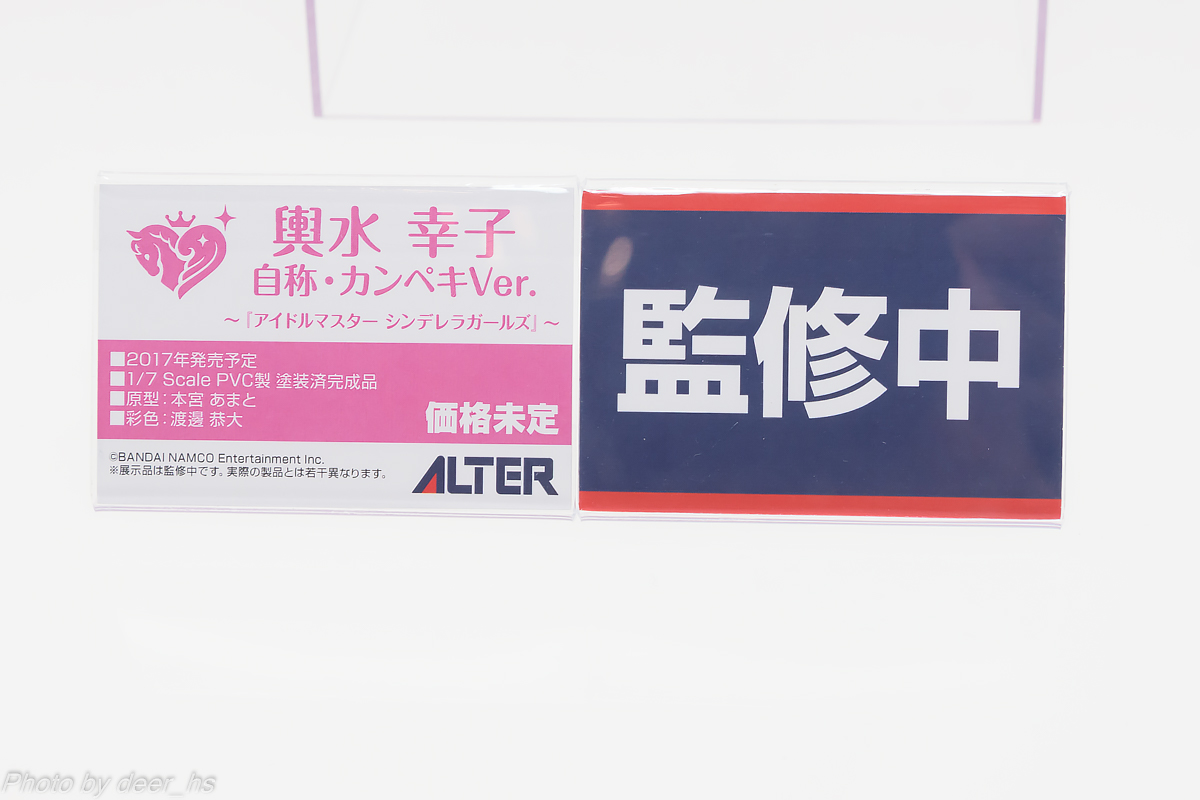 輿水 幸子
自称・カンペキVer.
～『アイドルマスター シンデレラガールズ』～
■2017年発売予定
■1/7 Scale PVC製 塗装済完成品
■原型：本宮 あまと
■彩色：渡邊 恭大
価格未定
©BANDAI NAMCO Entertainment Inc.
※展示品は監修中です。実際の製品とは若干異なります。
ALTER
監修中
Photo by deer_hs